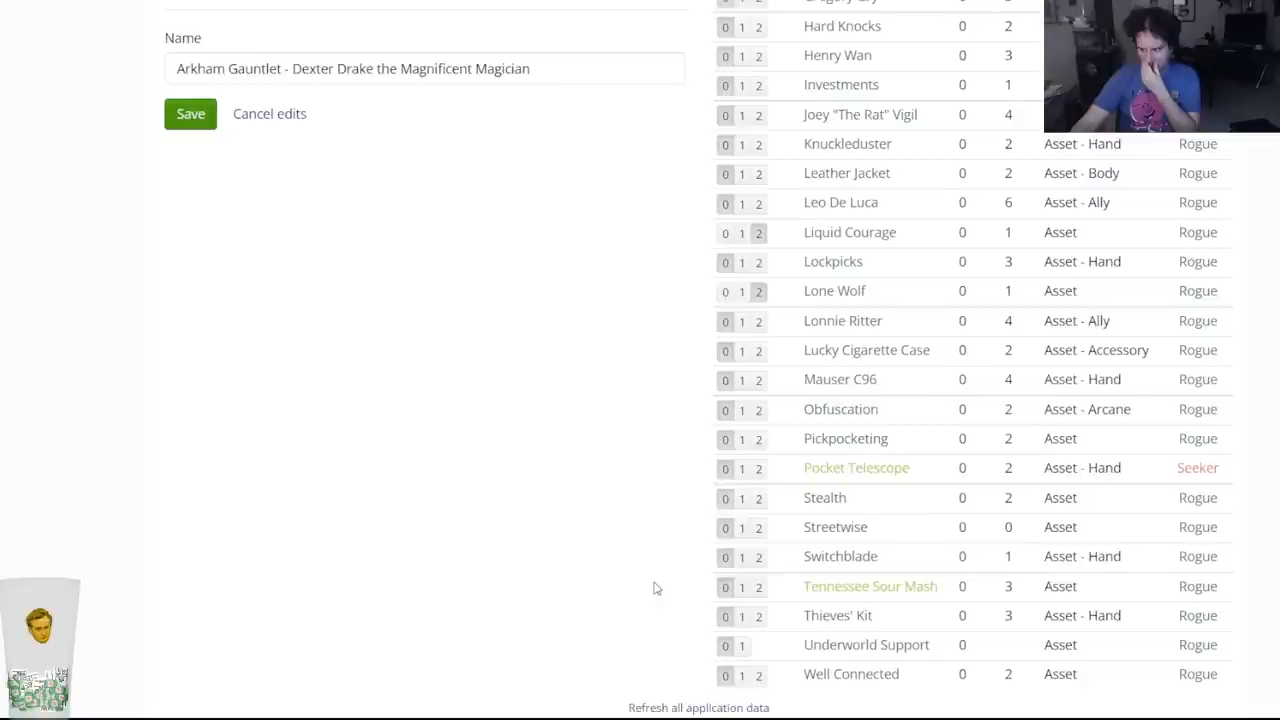 Name
Arkham Gauntlet - Dexter Drake the Magnificent Magician
Save Cancel edits
0 1 2 Hard Knocks 0 2
0 1 2 Henry Wan 0 3
0 1 2 Investments 0 1
0 1 2 Joey "The Rat" Vigil 0 4
0 1 2 Knuckleduster 0 2 Asset - Hand Rogue
0 1 2 Leather Jacket 0 2 Asset - Body Rogue
0 1 2 Leo De Luca 0 6 Asset - Ally Rogue
0 1 2 Liquid Courage 0 1 Asset Rogue
0 1 2 Lockpicks 0 3 Asset - Hand Rogue
0 1 2 Lone Wolf 0 1 Asset Rogue
0 1 2 Lonnie Ritter 0 4 Asset - Ally Rogue
0 1 2 Lucky Cigarette Case 0 2 Asset - Accessory Rogue
0 1 2 Mauser C96 0 4 Asset - Hand Rogue
0 1 2 Obfuscation 0 2 Asset - Arcane Rogue
0 1 2 Pickpocketing 0 2 Asset Rogue
0 1 2 Pocket Telescope 0 2 Asset - Hand Seeker
0 1 2 Stealth 0 2 Asset Rogue
0 1 2 Streetwise 0 0 Asset Rogue
0 1 2 Switchblade 0 1 Asset - Hand Rogue
0 1 2 Tennessee Sour Mash 0 3 Asset Rogue
0 1 2 Thieves' Kit 0 3 Asset - Hand Rogue
0 1 Underworld Support 0 Asset Rogue
0 1 2 Well Connected 0 2 Asset Rogue
Refresh all application data